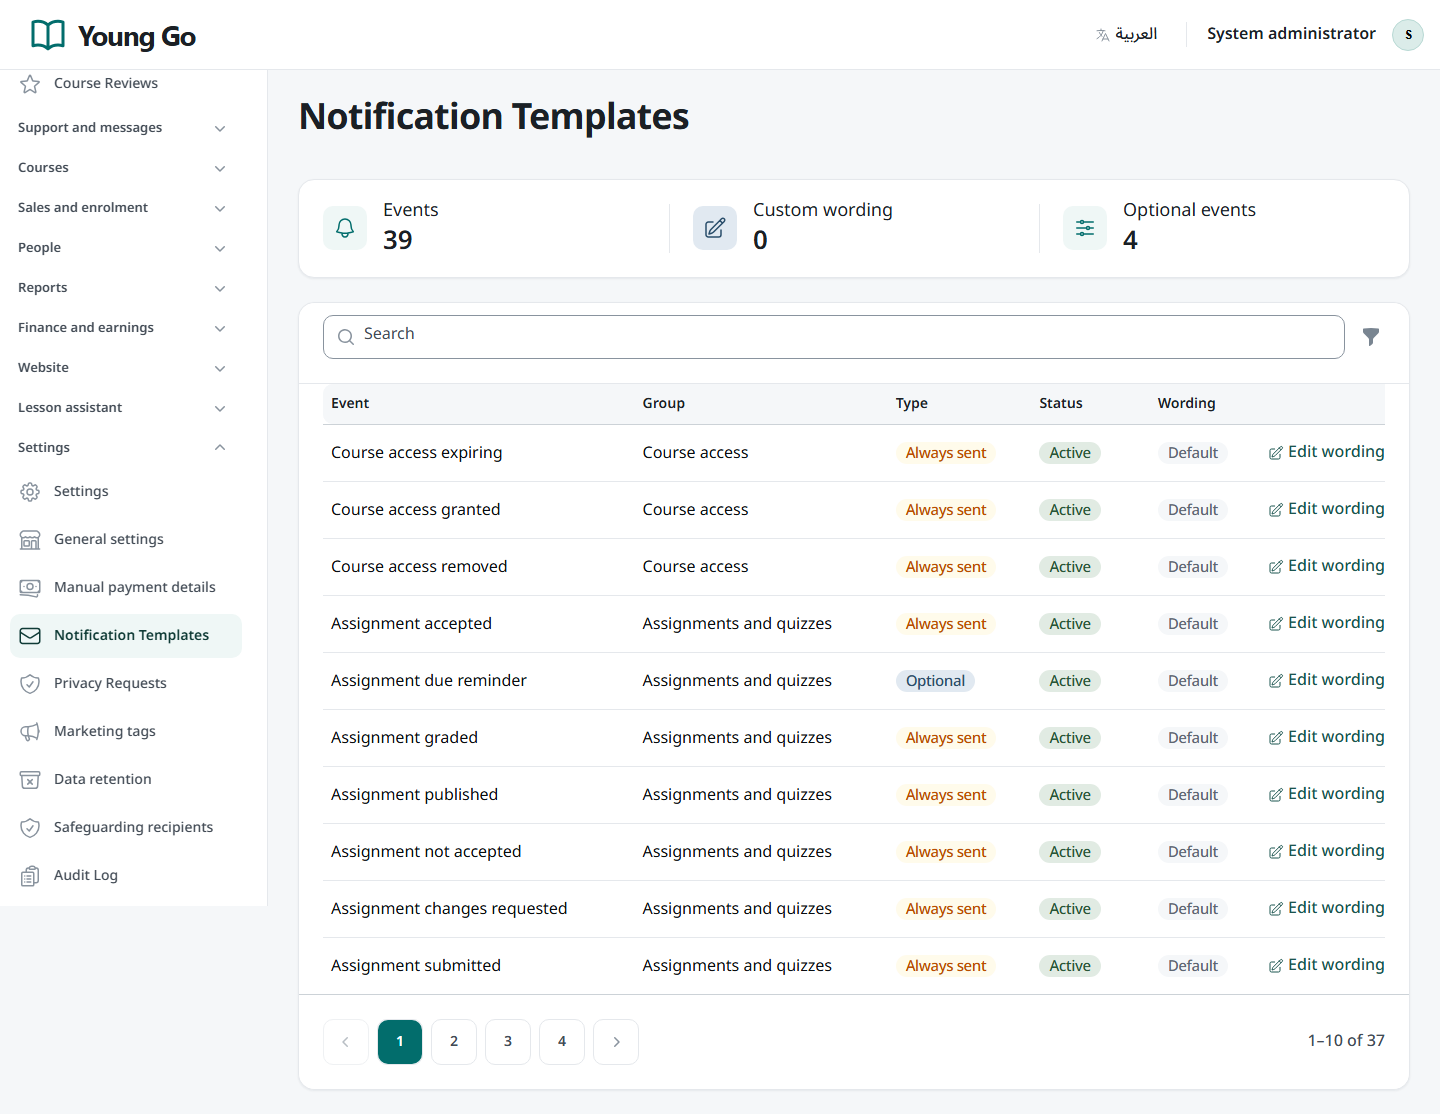 Young Go
العربية
System administrator
S
Course Reviews
Support and messages
Courses
Sales and enrolment
People
Reports
Finance and earnings
Website
Lesson assistant
Settings
Settings
General settings
Manual payment details
Notification Templates
Privacy Requests
Marketing tags
Data retention
Safeguarding recipients
Audit Log
Notification Templates
Events
39
Custom wording
0
Optional events
4
Search
Event Group Type Status Wording
Course access expiring Course access Always sent Active Default Edit wording
Course access granted Course access Always sent Active Default Edit wording
Course access removed Course access Always sent Active Default Edit wording
Assignment accepted Assignments and quizzes Always sent Active Default Edit wording
Assignment due reminder Assignments and quizzes Optional Active Default Edit wording
Assignment graded Assignments and quizzes Always sent Active Default Edit wording
Assignment published Assignments and quizzes Always sent Active Default Edit wording
Assignment not accepted Assignments and quizzes Always sent Active Default Edit wording
Assignment changes requested Assignments and quizzes Always sent Active Default Edit wording
Assignment submitted Assignments and quizzes Always sent Active Default Edit wording
1 2 3 4
1–10 of 37